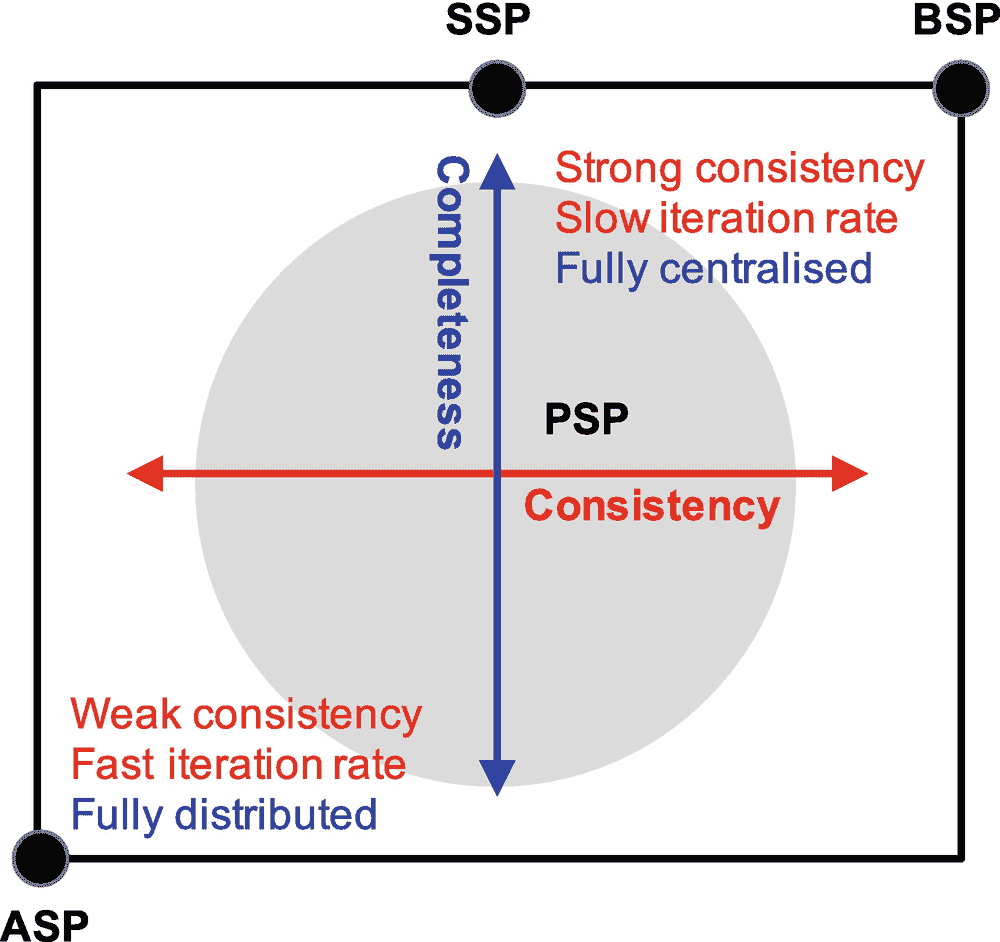 SSP
BSP
Completeness
Strong consistency
Slow iteration rate
Fully centralised
PSP
Consistency
Weak consistency
Fast iteration rate
Fully distributed
ASP